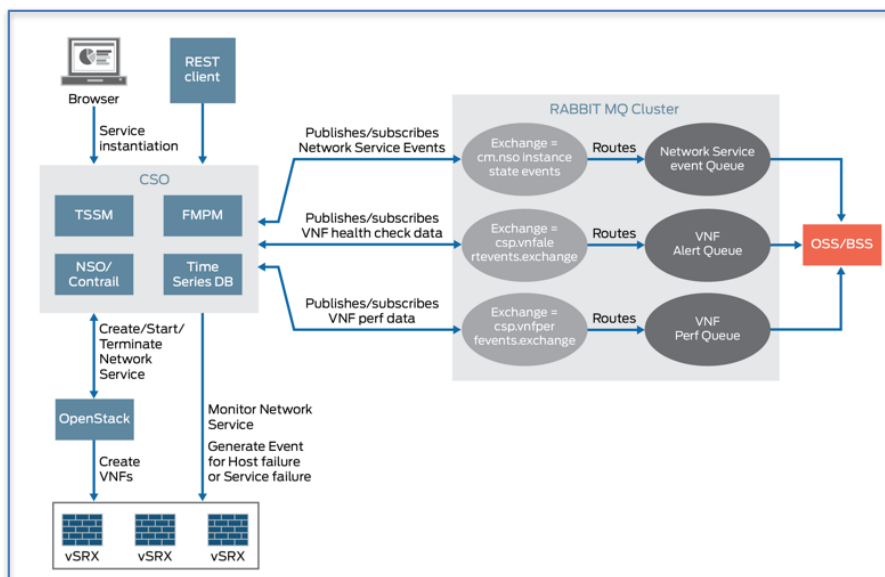 REST
client
Browser
Service
instantiation
CSO
TSSM
FMPM
NSO/
Contrail
Time
Series DB
Publishes/subscribes
Network Service Events
Publishes/subscribes
VNF health check data
Publishes/subscribes
VNF perf data
RABBIT MQ Cluster
Exchange =
cm.nso instance
state events
Routes
Network Service
event Queue
Exchange =
csp.vnfale
rtevents.exchange
Routes
VNF
Alert Queue
Exchange =
csp.vnfper
fevents.exchange
Routes
VNF
Perf Queue
OSS/BSS
Create/Start/
Terminate
Network
Service
OpenStack
Create
VNFs
Monitor Network
Service
Generate Event
for Host failure
or Service failure
vSRX
vSRX
vSRX